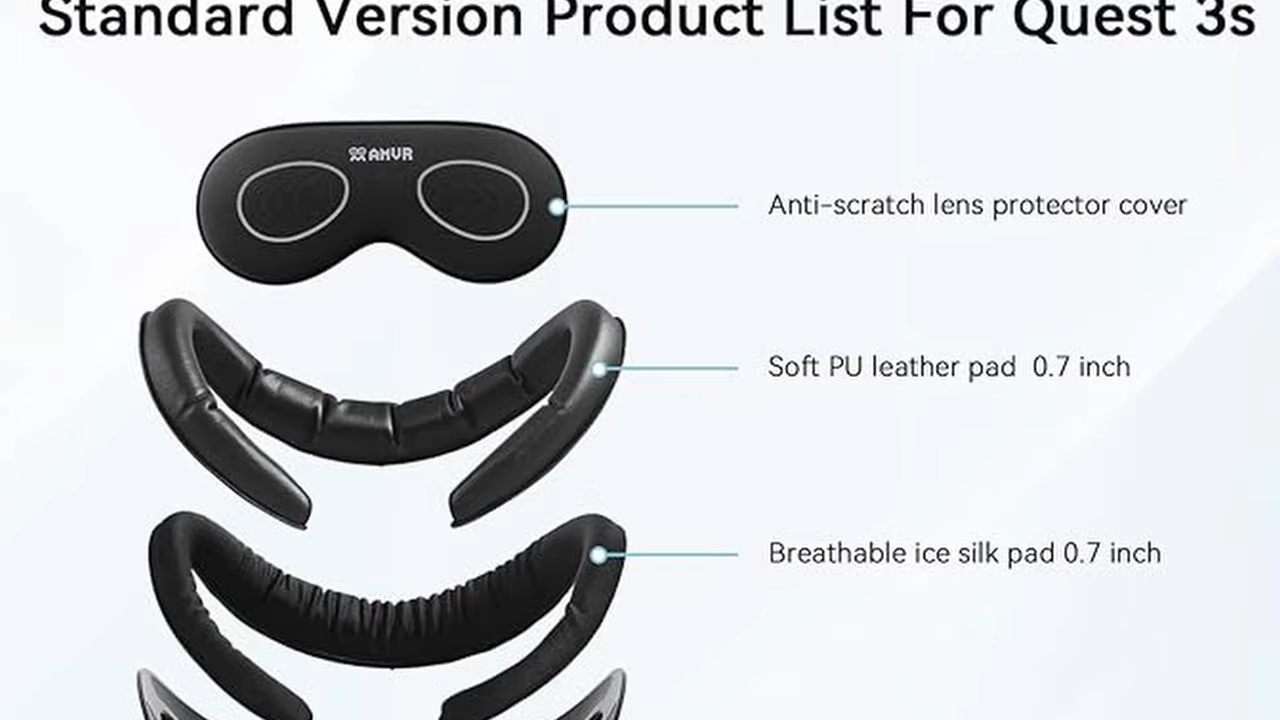 Standard Version Product List For Quest 3s
AMVR
Anti-scratch lens protector cover
Soft PU leather pad 0.7 inch
Breathable ice silk pad 0.7 inch